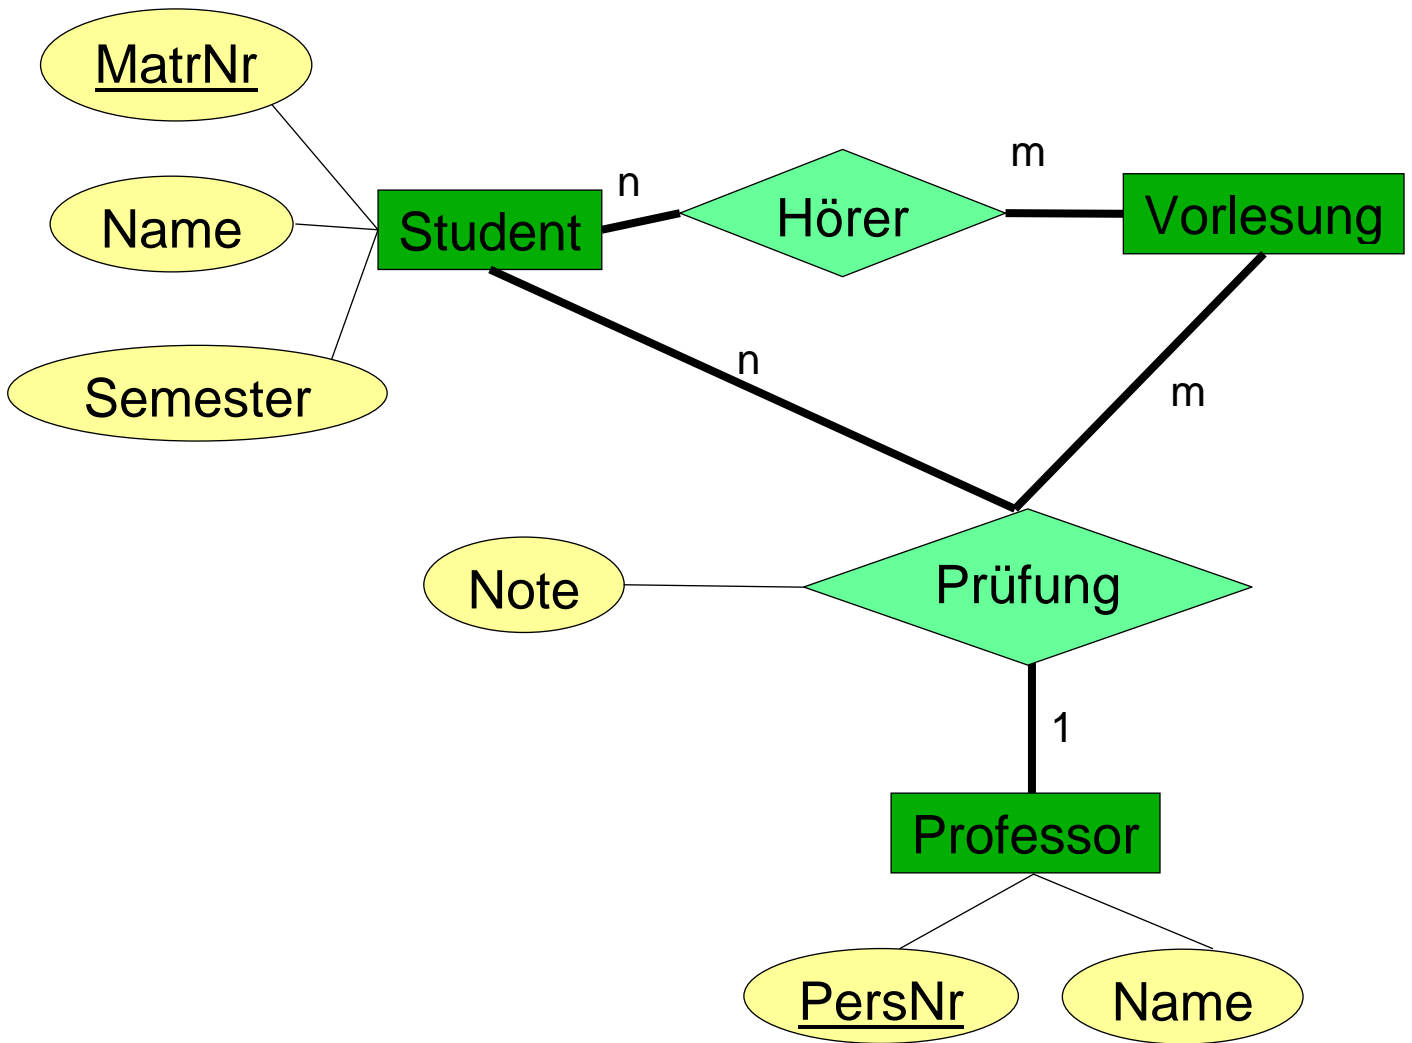 MatrNr
m
n
Hörer
Vorlesung
Name
Student
n
Semester
m
Note
Prüfung
1
Professor
PersNr
Name